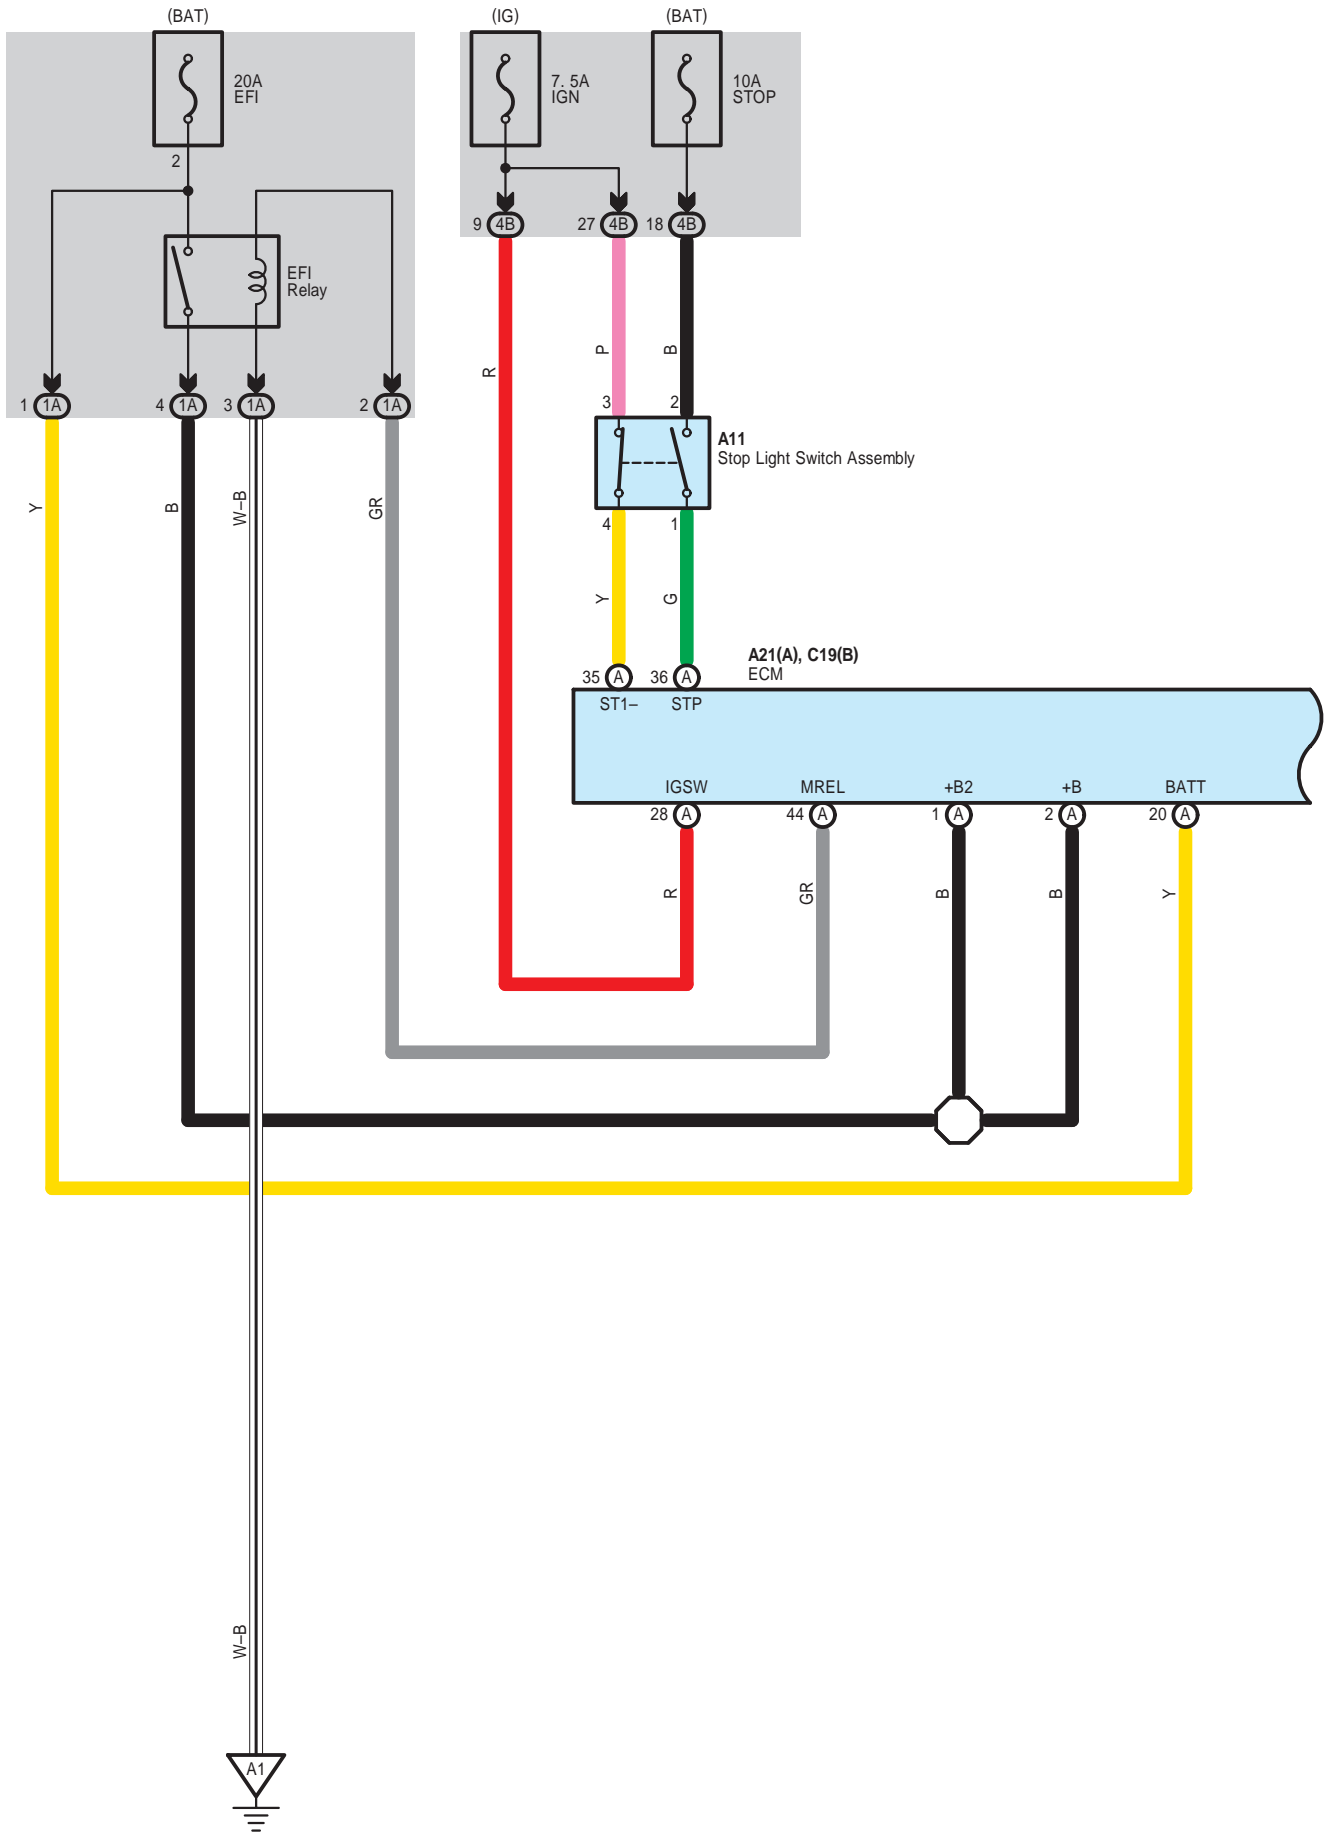 (BAT) (IG) (BAT)
20A
EFI
7. 5A
IGN
10A
STOP
2
9 4B 27 4B 18 4B
EFI
Relay
R P B
1 1A 4 1A 3 1A 2 1A
3 2
A11
Stop Light Switch Assembly
Y B W–B GR
4 1
Y G
A21(A), C19(B)
ECM
35 A 36 A
ST1– STP
IGSW MREL +B2 +B BATT
28 A 44 A 1 A 2 A 20 A
R GR B B Y
W–B
A1